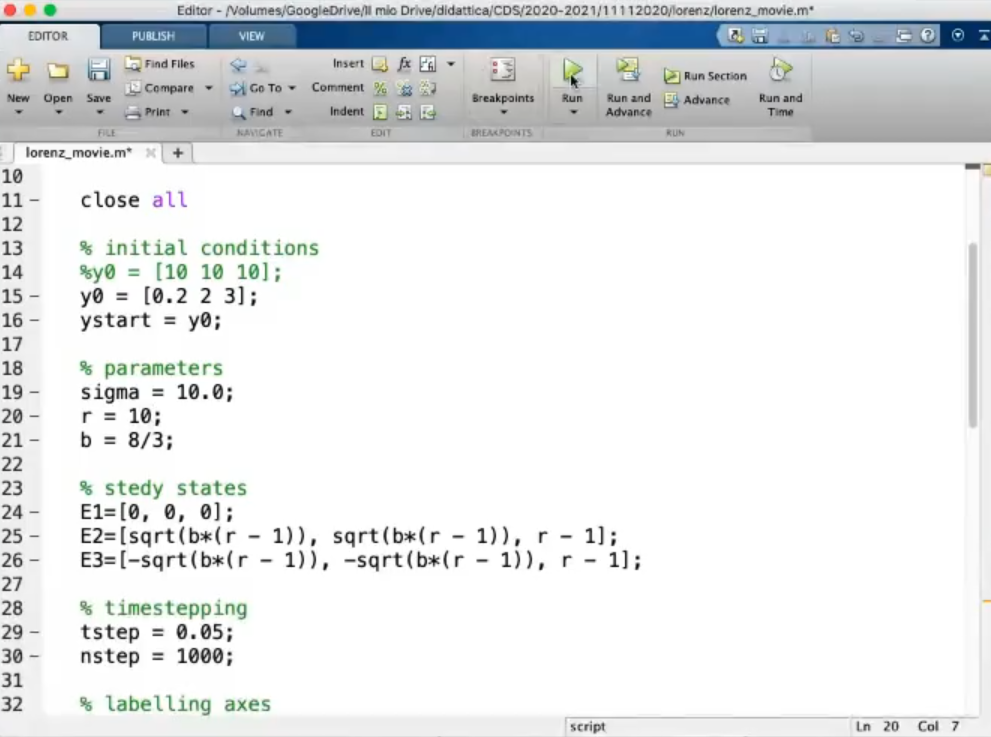 Editor - /Volumes/GoogleDrive/Il mio Drive/didattica/CDS/2020-2021/11112020/lorenz/lorenz_movie.m*
EDITOR PUBLISH VIEW
New Open Save Find Files Compare Print
Go To Find
Insert fx Comment % Indent
Breakpoints
Run Run and Advance Run Section Advance Run and Time
FILE NAVIGATE EDIT BREAKPOINTS RUN
lorenz_movie.m* × +
10
11 – close all
12
13 % initial conditions
14 %y0 = [10 10 10];
15 – y0 = [0.2 2 3];
16 – ystart = y0;
17
18 % parameters
19 – sigma = 10.0;
20 – r = 10;
21 – b = 8/3;
22
23 % stedy states
24 – E1=[0, 0, 0];
25 – E2=[sqrt(b*(r - 1)), sqrt(b*(r - 1)), r - 1];
26 – E3=[-sqrt(b*(r - 1)), -sqrt(b*(r - 1)), r - 1];
27
28 % timestepping
29 – tstep = 0.05;
30 – nstep = 1000;
31
32 % labelling axes
script Ln 20 Col 7